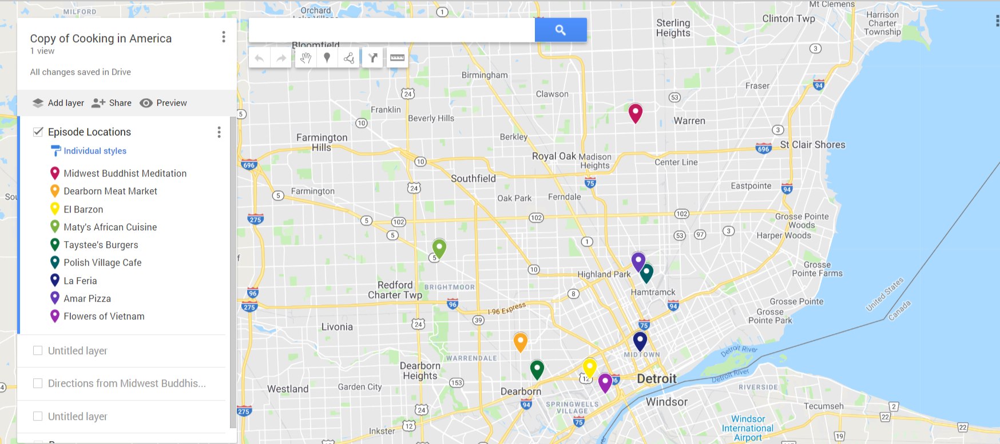 Copy of Cooking in America
1 view
All changes saved in Drive
Add layer
Share
Preview
Episode Locations
Individual styles
Midwest Buddhist Meditation
Dearborn Meat Market
El Barzon
Maty's African Cuisine
Taystee's Burgers
Polish Village Cafe
La Feria
Amar Pizza
Flowers of Vietnam
Untitled layer
Directions from Midwest Buddhis...
Untitled layer
MILFORD
Orchard
1
Mt Clemens
Harrison
Charter
Township
Clinton Twp
Sterling
Heights
Bloomfield
3
Birmingham
24
Clawson
Fraser
94
53
Franklin
Beverly Hills
5
10
Warren
3
Farmington
Hills
Berkley
St Clair Shores
696
696
10
Royal Oak
Madison
Heights
Center Line
Southfield
75
Eastpointe
94
24
Farmington
5
Oak Park
Ferndale
275
5
102
102
102
Grosse Pointe
Woods
5
53
97
3
Harper Woods
1
5
10
Highland Park
Grosse
Pointe Farms
Redford
Charter Twp
BRIGHTMOOR
96
8
Hamtramck
United States
Canada
275
96
I-96 Express
94
Grosse Pointe
39
Grosse
Pointe Park
Livonia
24
75
Detroit River
WARRENDALE
MIDTOWN
Dearborn
Heights
153
12
Detroit
Detroit River
Westland
Garden City
Dearborn
RIVERSIDE
94
SPRINGWELLS
VILLAGE
Windsor
275
24
Tecumseh
2
22
75
Windsor
International
Airport
Inkster
12
22
19